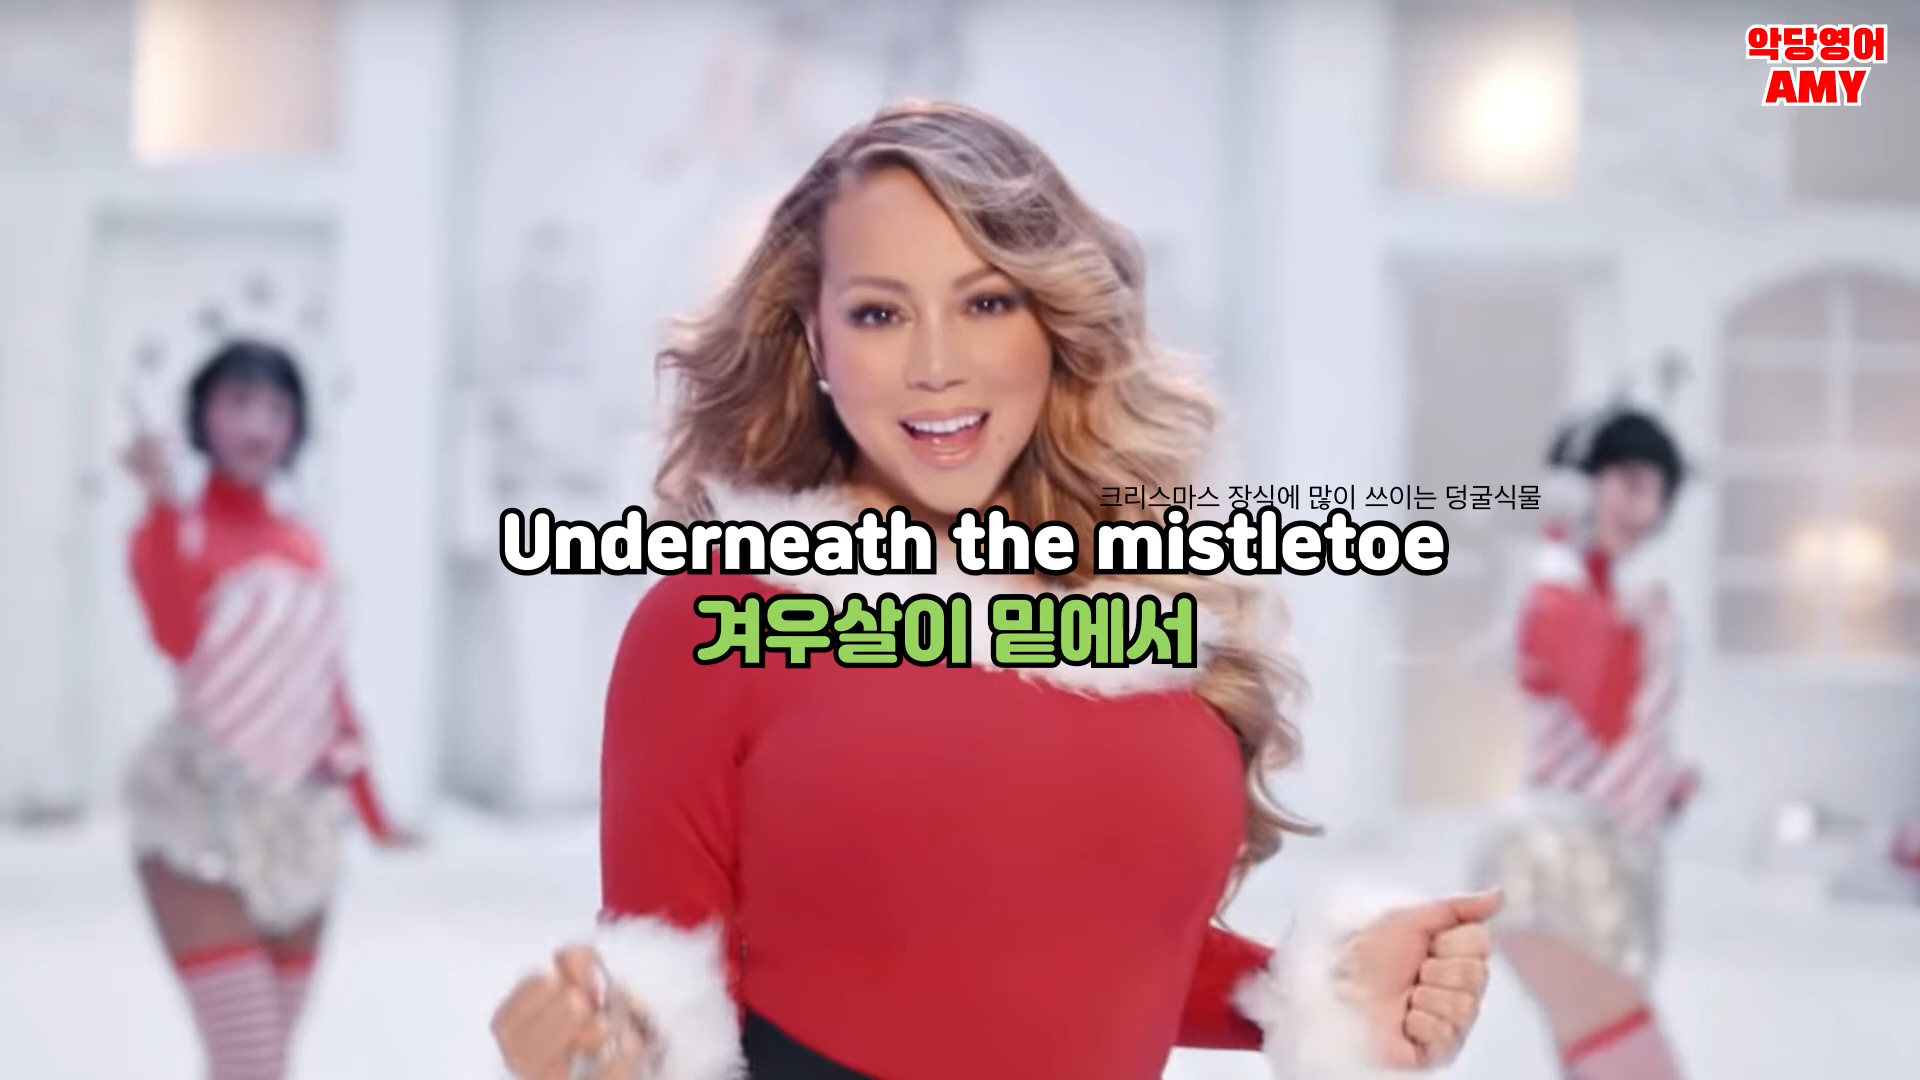 악당영어
AMY
크리스마스 장식에 많이 쓰이는 덩굴식물
Underneath the mistletoe
겨우살이 밑에서